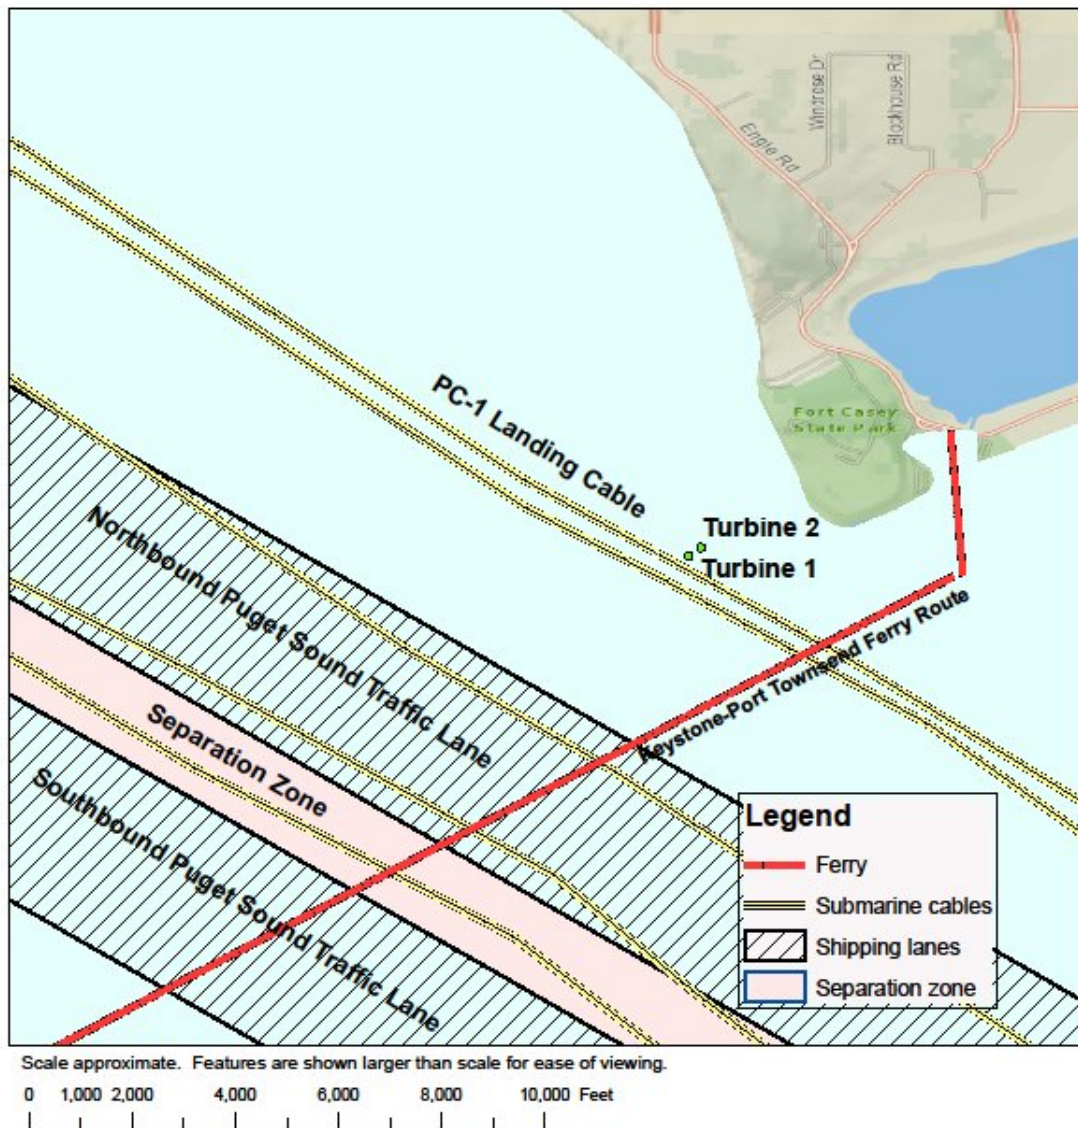 Windrose Dr
Blockhouse Rd
Engle Rd
PC-1 Landing Cable
Fort Casey
State Park
Turbine 2
Turbine 1
Northbound Puget Sound Traffic Lane
Keystone-Port Townsend Ferry Route
Separation Zone
Southbound Puget Sound Traffic Lane
Legend
Ferry
Submarine cables
Shipping lanes
Separation zone
Scale approximate. Features are shown larger than scale for ease of viewing.
0 1,000 2,000 4,000 6,000 8,000 10,000 Feet